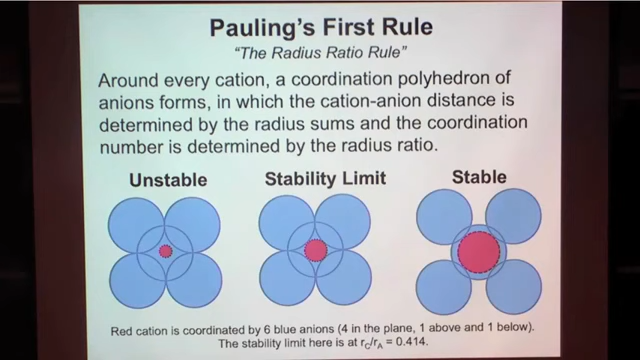 Pauling's First Rule
"The Radius Ratio Rule"
Around every cation, a coordination polyhedron of
anions forms, in which the cation-anion distance is
determined by the radius sums and the coordination
number is determined by the radius ratio.
Unstable Stability Limit Stable
Red cation is coordinated by 6 blue anions (4 in the plane, 1 above and 1 below).
The stability limit here is at rC/rA = 0.414.